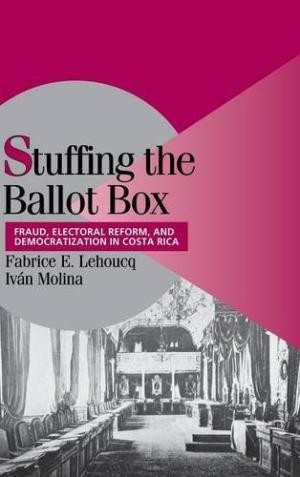 Stuffing the
Ballot Box
FRAUD, ELECTORAL REFORM, AND
DEMOCRATIZATION IN COSTA RICA
Fabrice E. Lehoucq
Iván Molina